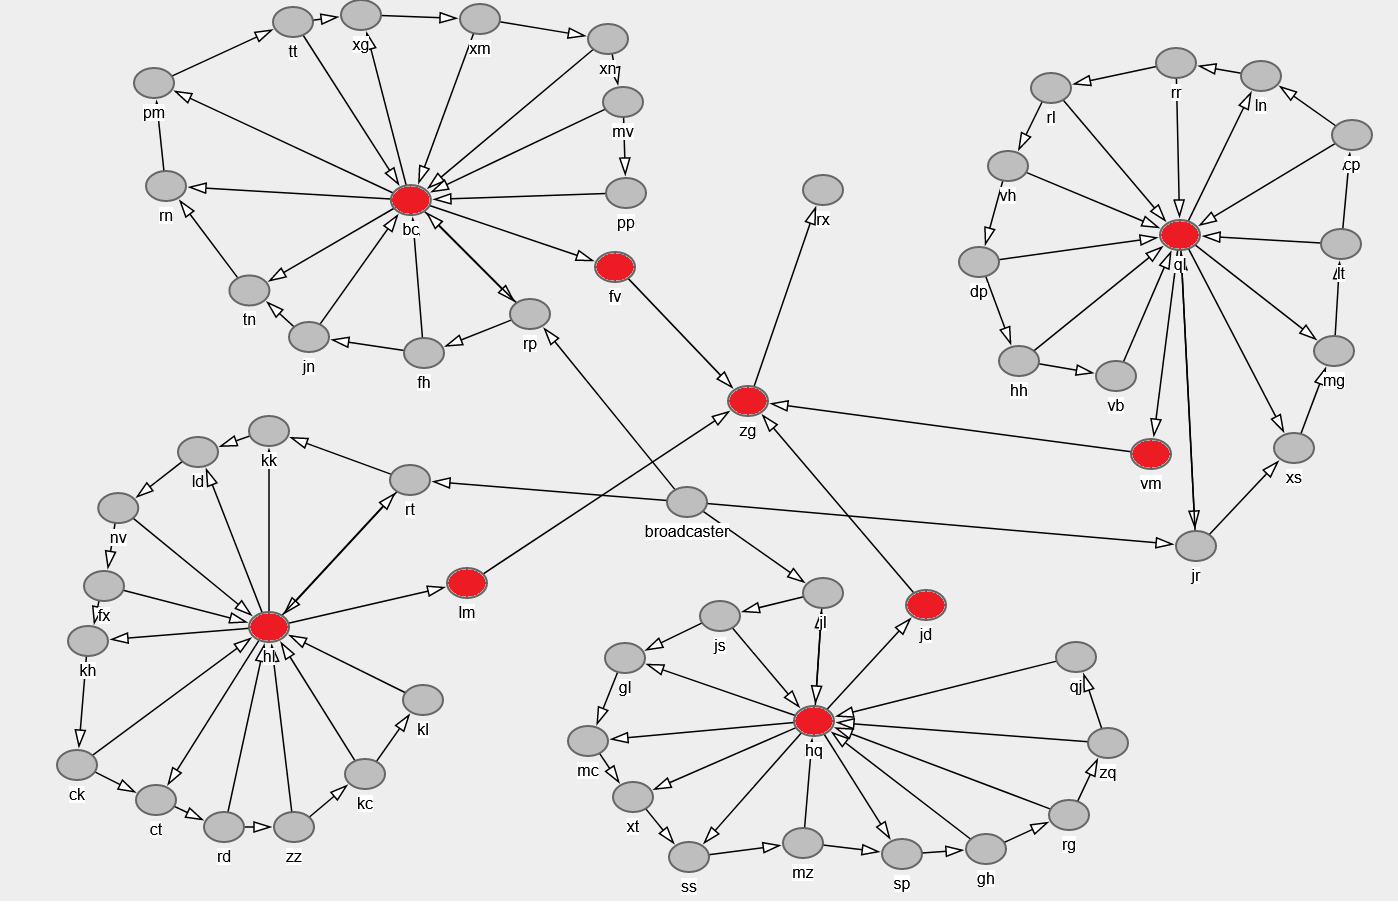 tt
xg
xm
xn
pm
mv
rn
bc
pp
tn
fv
jn
fh
rp
rx
rr
ln
rl
cp
vh
ql
lt
dp
hh
vb
mg
vm
xs
jr
zg
kk
ld
rt
nv
broadcaster
fx
lm
kh
hl
kl
ck
ct
rd
zz
kc
jl
js
jd
gl
qj
mc
hq
zq
xt
ss
mz
sp
gh
rg